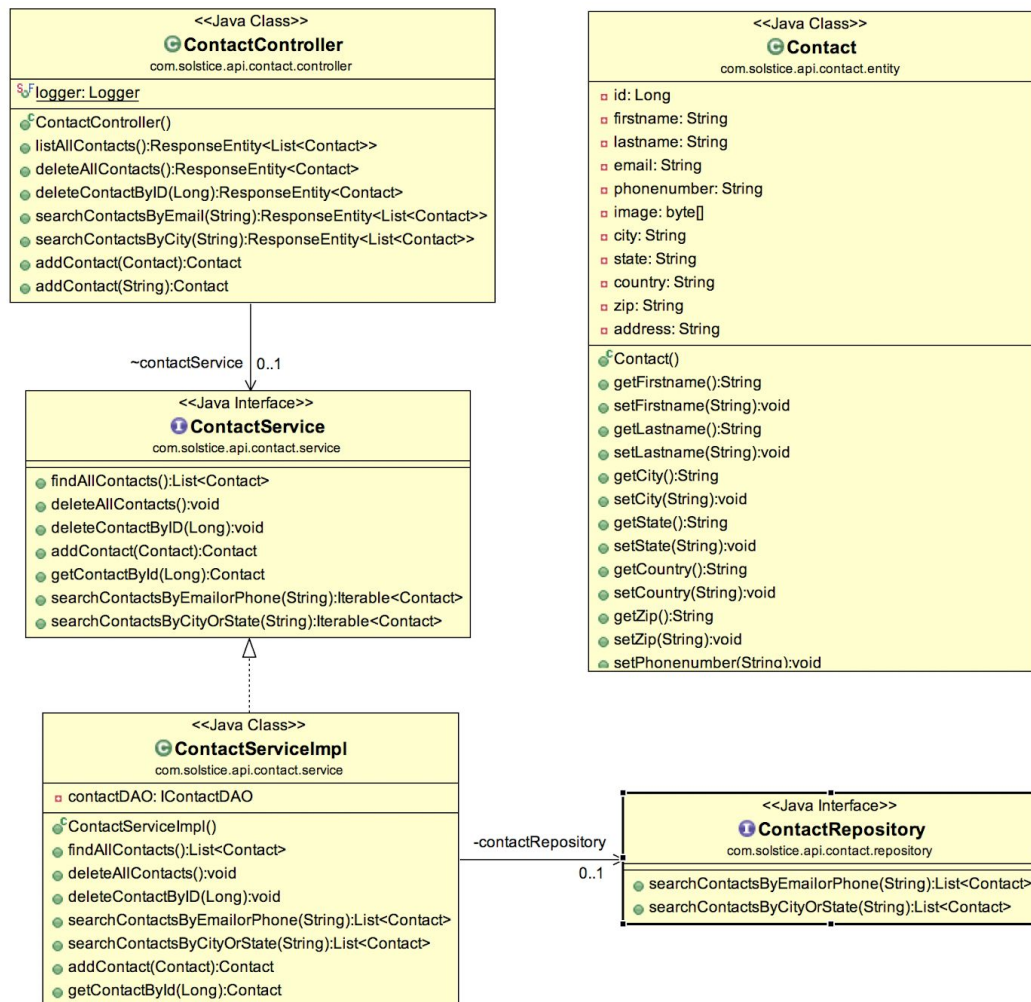 <<Java Class>>
ContactController
com.solstice.api.contact.controller
logger: Logger
ContactController()
listAllContacts():ResponseEntity<List<Contact>>
deleteAllContacts():ResponseEntity<Contact>
deleteContactByID(Long):ResponseEntity<Contact>
searchContactsByEmail(String):ResponseEntity<List<Contact>>
searchContactsByCity(String):ResponseEntity<List<Contact>>
addContact(Contact):Contact
addContact(String):Contact
~contactService
0..1
<<Java Interface>>
ContactService
com.solstice.api.contact.service
findAllContacts():List<Contact>
deleteAllContacts():void
deleteContactByID(Long):void
addContact(Contact):Contact
getContactById(Long):Contact
searchContactsByEmailorPhone(String):Iterable<Contact>
searchContactsByCityOrState(String):Iterable<Contact>
<<Java Class>>
ContactServiceImpl
com.solstice.api.contact.service
contactDAO: IContactDAO
ContactServiceImpl()
findAllContacts():List<Contact>
deleteAllContacts():void
deleteContactByID(Long):void
searchContactsByEmailorPhone(String):List<Contact>
searchContactsByCityOrState(String):List<Contact>
addContact(Contact):Contact
getContactById(Long):Contact
-contactRepository
0..1
<<Java Class>>
Contact
com.solstice.api.contact.entity
id: Long
firstname: String
lastname: String
email: String
phonenumber: String
image: byte[]
city: String
state: String
country: String
zip: String
address: String
Contact()
getFirstname():String
setFirstname(String):void
getLastname():String
setLastname(String):void
getCity():String
setCity(String):void
getState():String
setState(String):void
getCountry():String
setCountry(String):void
getZip():String
setZip(String):void
setPhonenumber(String):void
<<Java Interface>>
ContactRepository
com.solstice.api.contact.repository
searchContactsByEmailorPhone(String):List<Contact>
searchContactsByCityOrState(String):List<Contact>